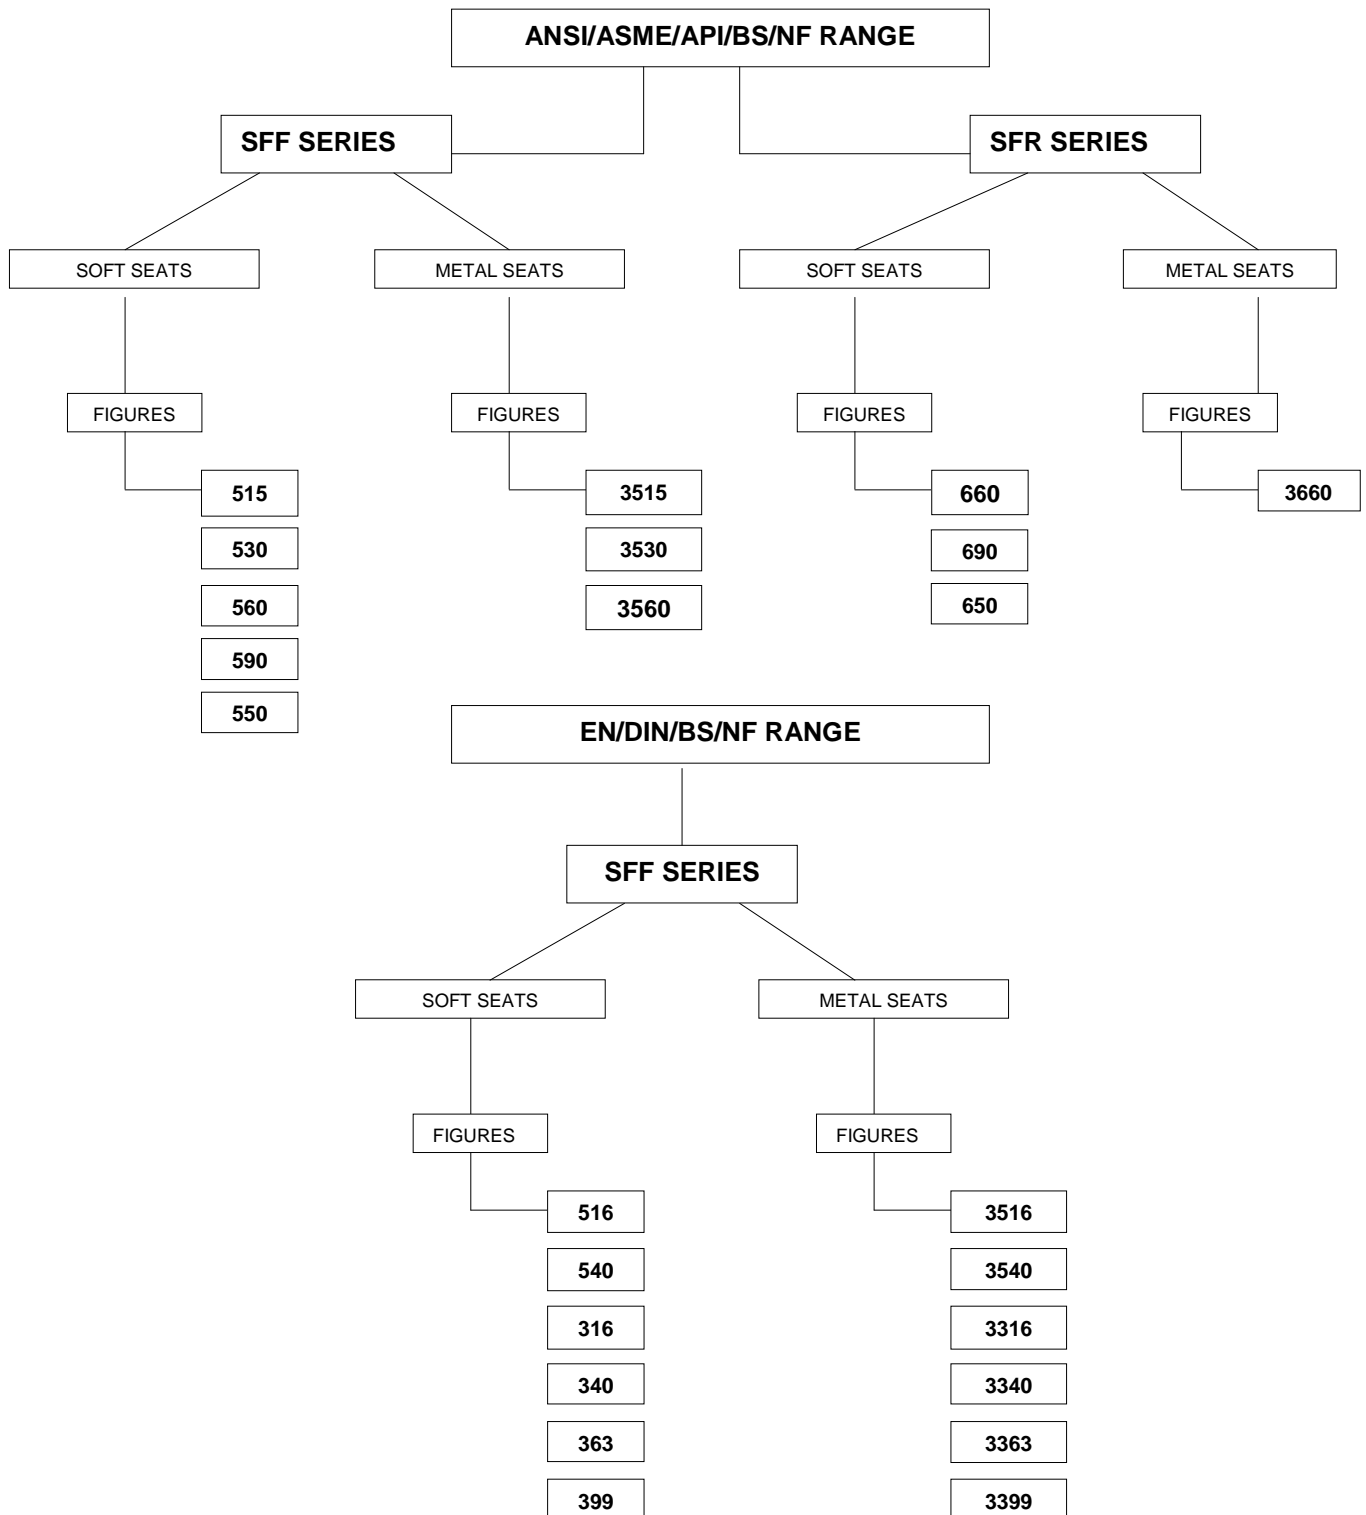 ANSI/ASME/API/BS/NF RANGE
SFF SERIES
SFR SERIES
SOFT SEATS
METAL SEATS
SOFT SEATS
METAL SEATS
FIGURES
FIGURES
FIGURES
FIGURES
515
3515
660
3660
530
3530
690
560
3560
650
590
550
EN/DIN/BS/NF RANGE
SFF SERIES
SOFT SEATS
METAL SEATS
FIGURES
FIGURES
516
3516
540
3540
316
3316
340
3340
363
3363
399
3399